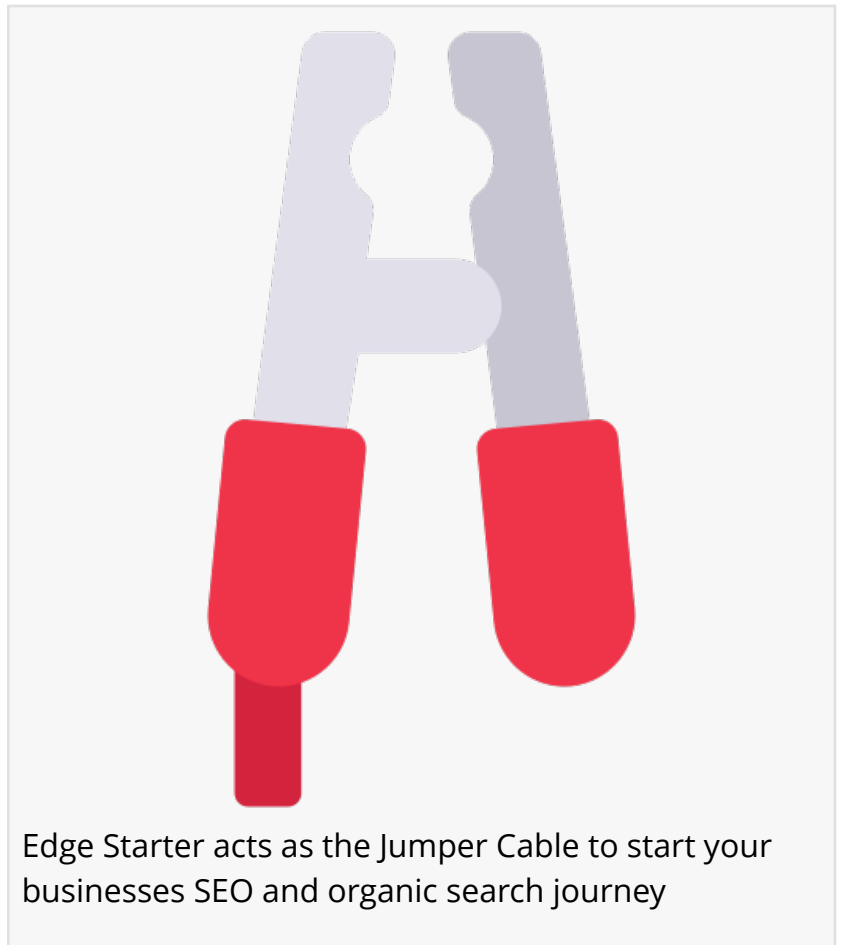 Edge Starter acts as the Jumper Cable to start your
businesses SEO and organic search journey